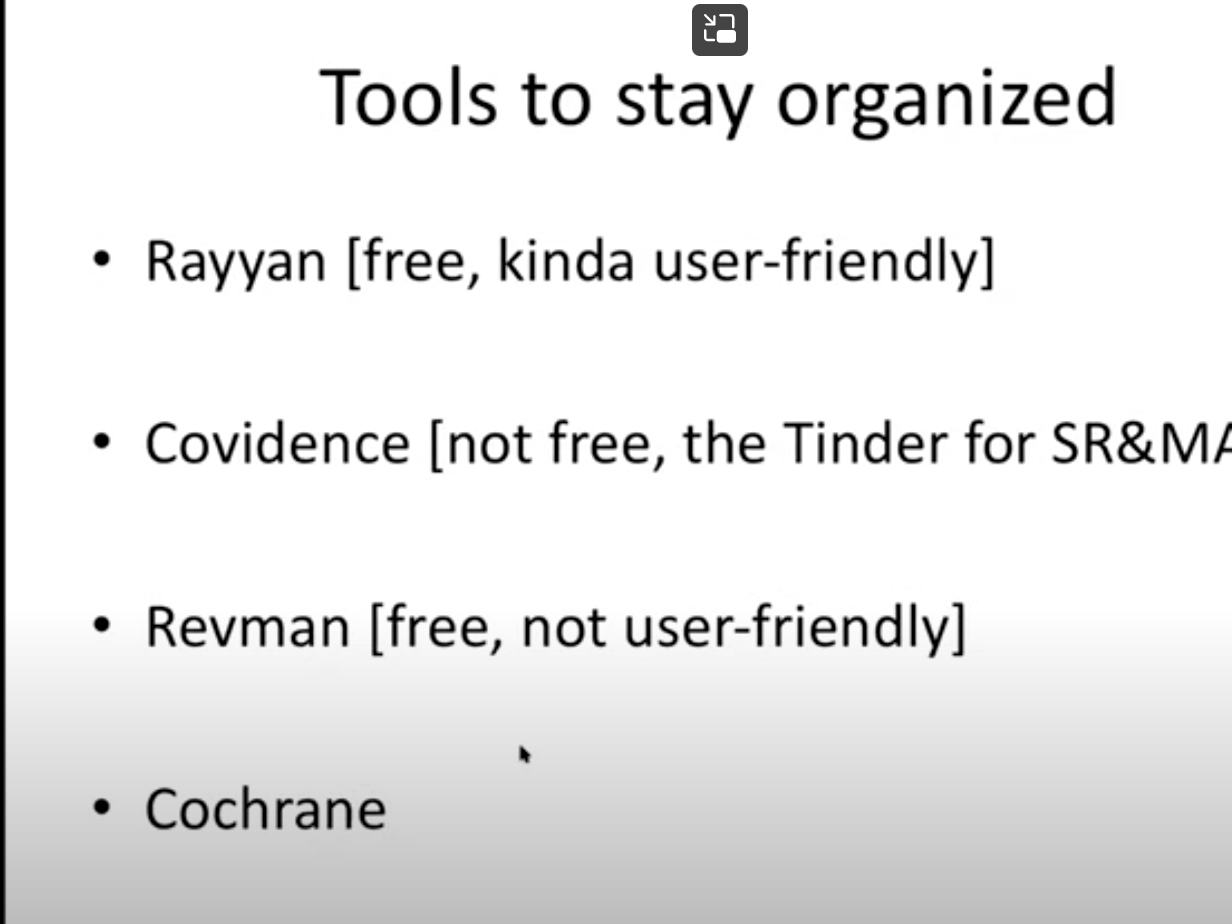 Tools to stay organized
• Rayyan [free, kinda user-friendly]
• Covidence [not free, the Tinder for SR&MA
• Revman [free, not user-friendly]
• Cochrane